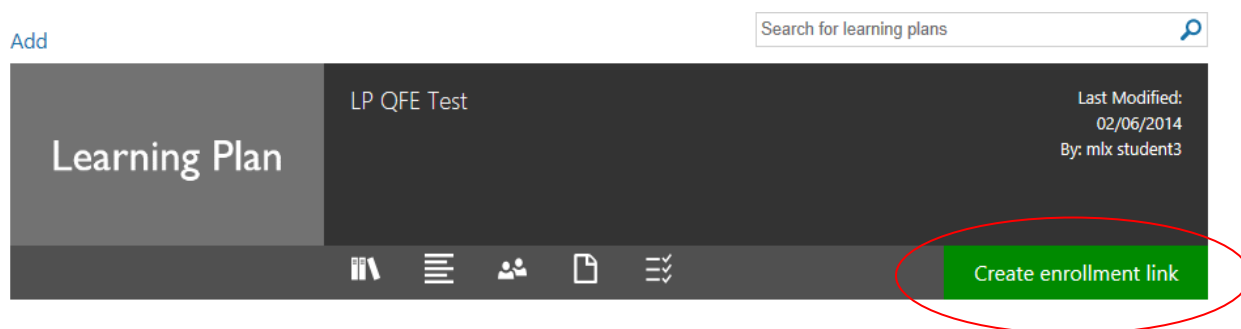 Add
Search for learning plans
Learning Plan
LP QFE Test
Last Modified:
02/06/2014
By: mlx student3
Create enrollment link